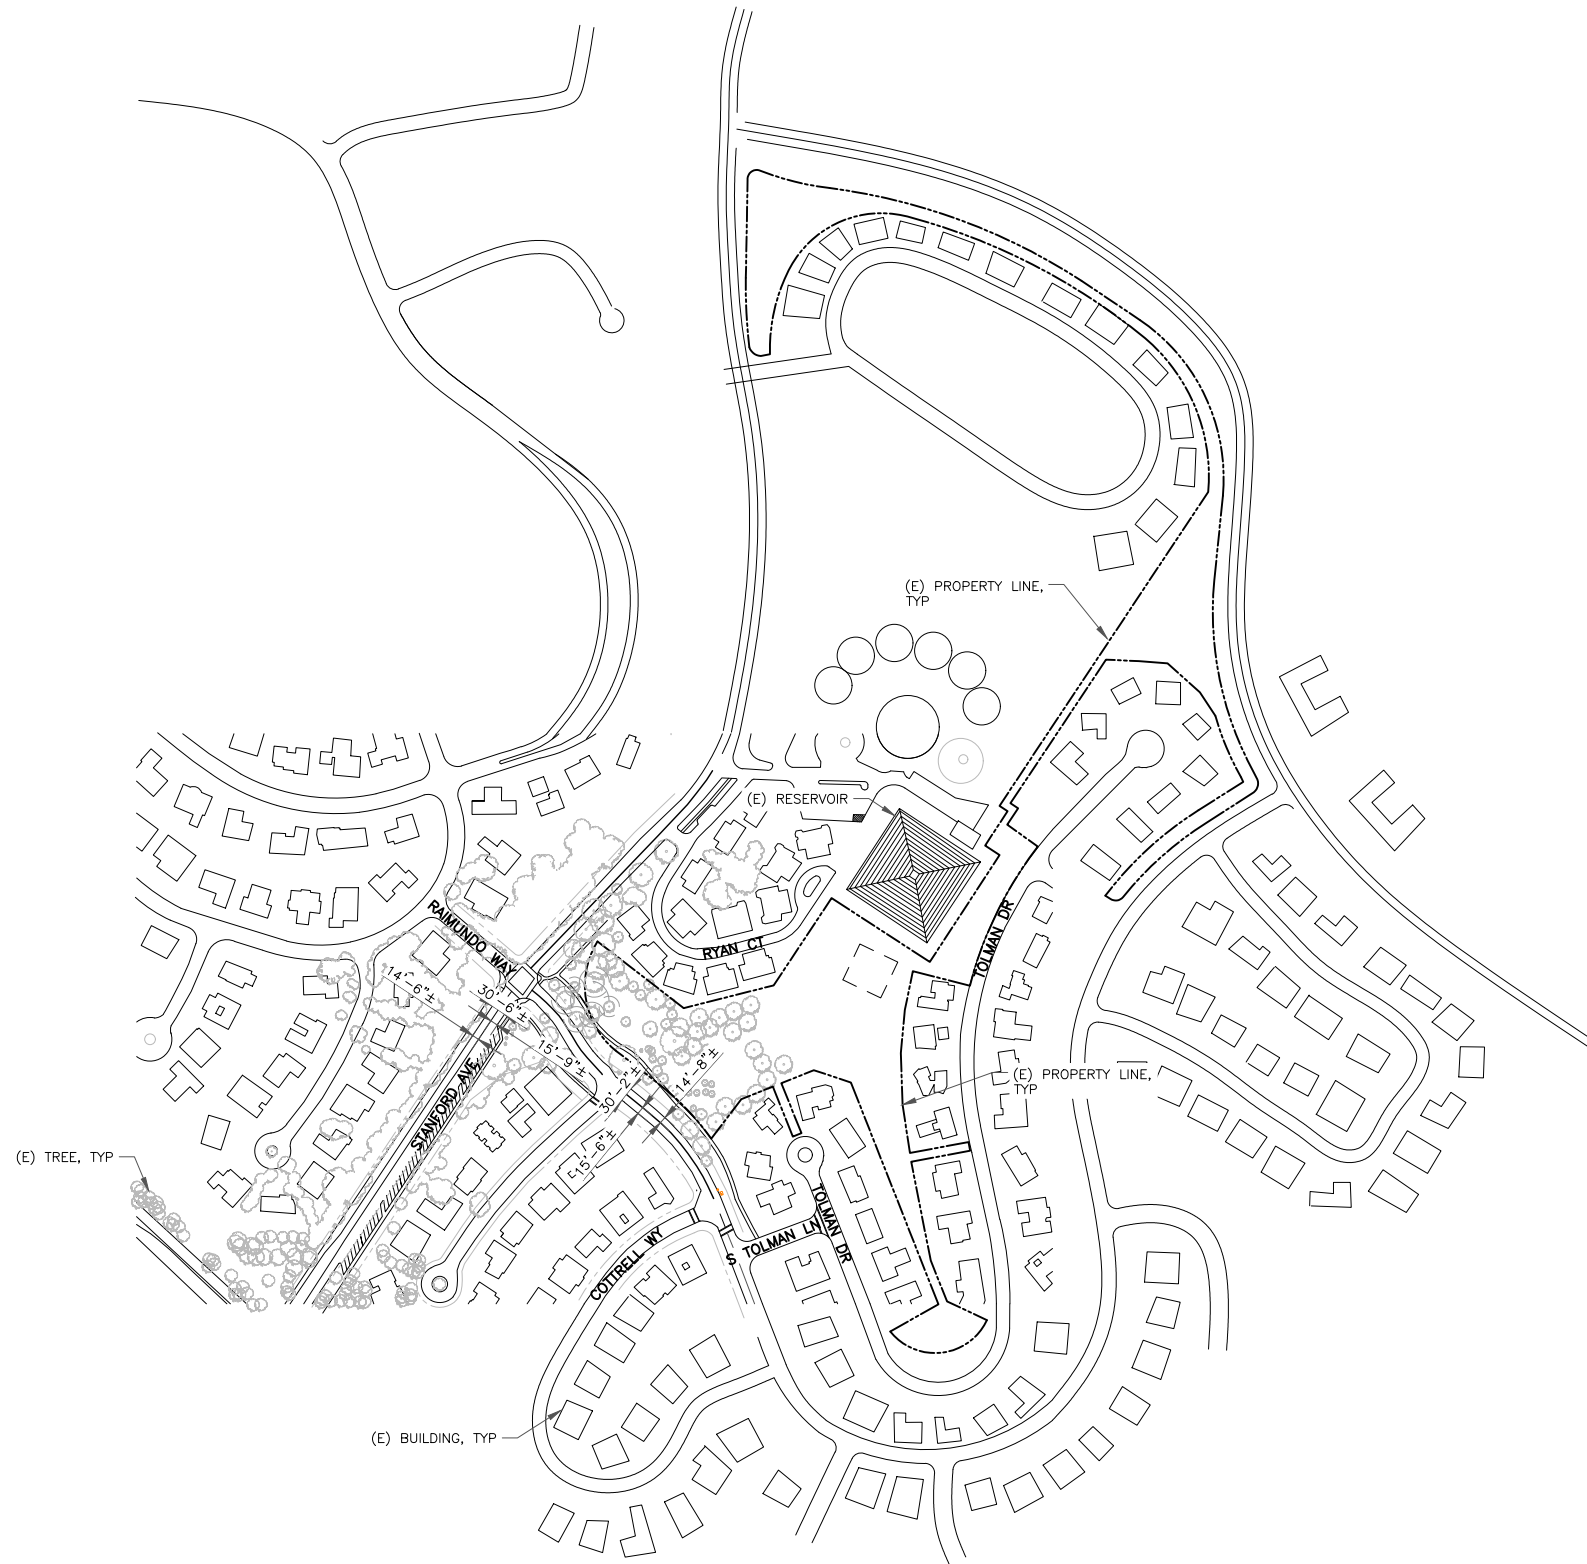 (E) PROPERTY LINE,
TYP
(E) RESERVOIR
RAIMUNDO WAY
RYAN CT
TOLMAN DR
14'-6"±
30'-6"±
15'-9"±
STANFORD AVE
30'-2"±
14'-8"±
15'-6"±
(E) PROPERTY LINE,
TYP
(E) TREE, TYP
TOLMAN DR
S TOLMAN LN
COTTRELL WY
(E) BUILDING, TYP